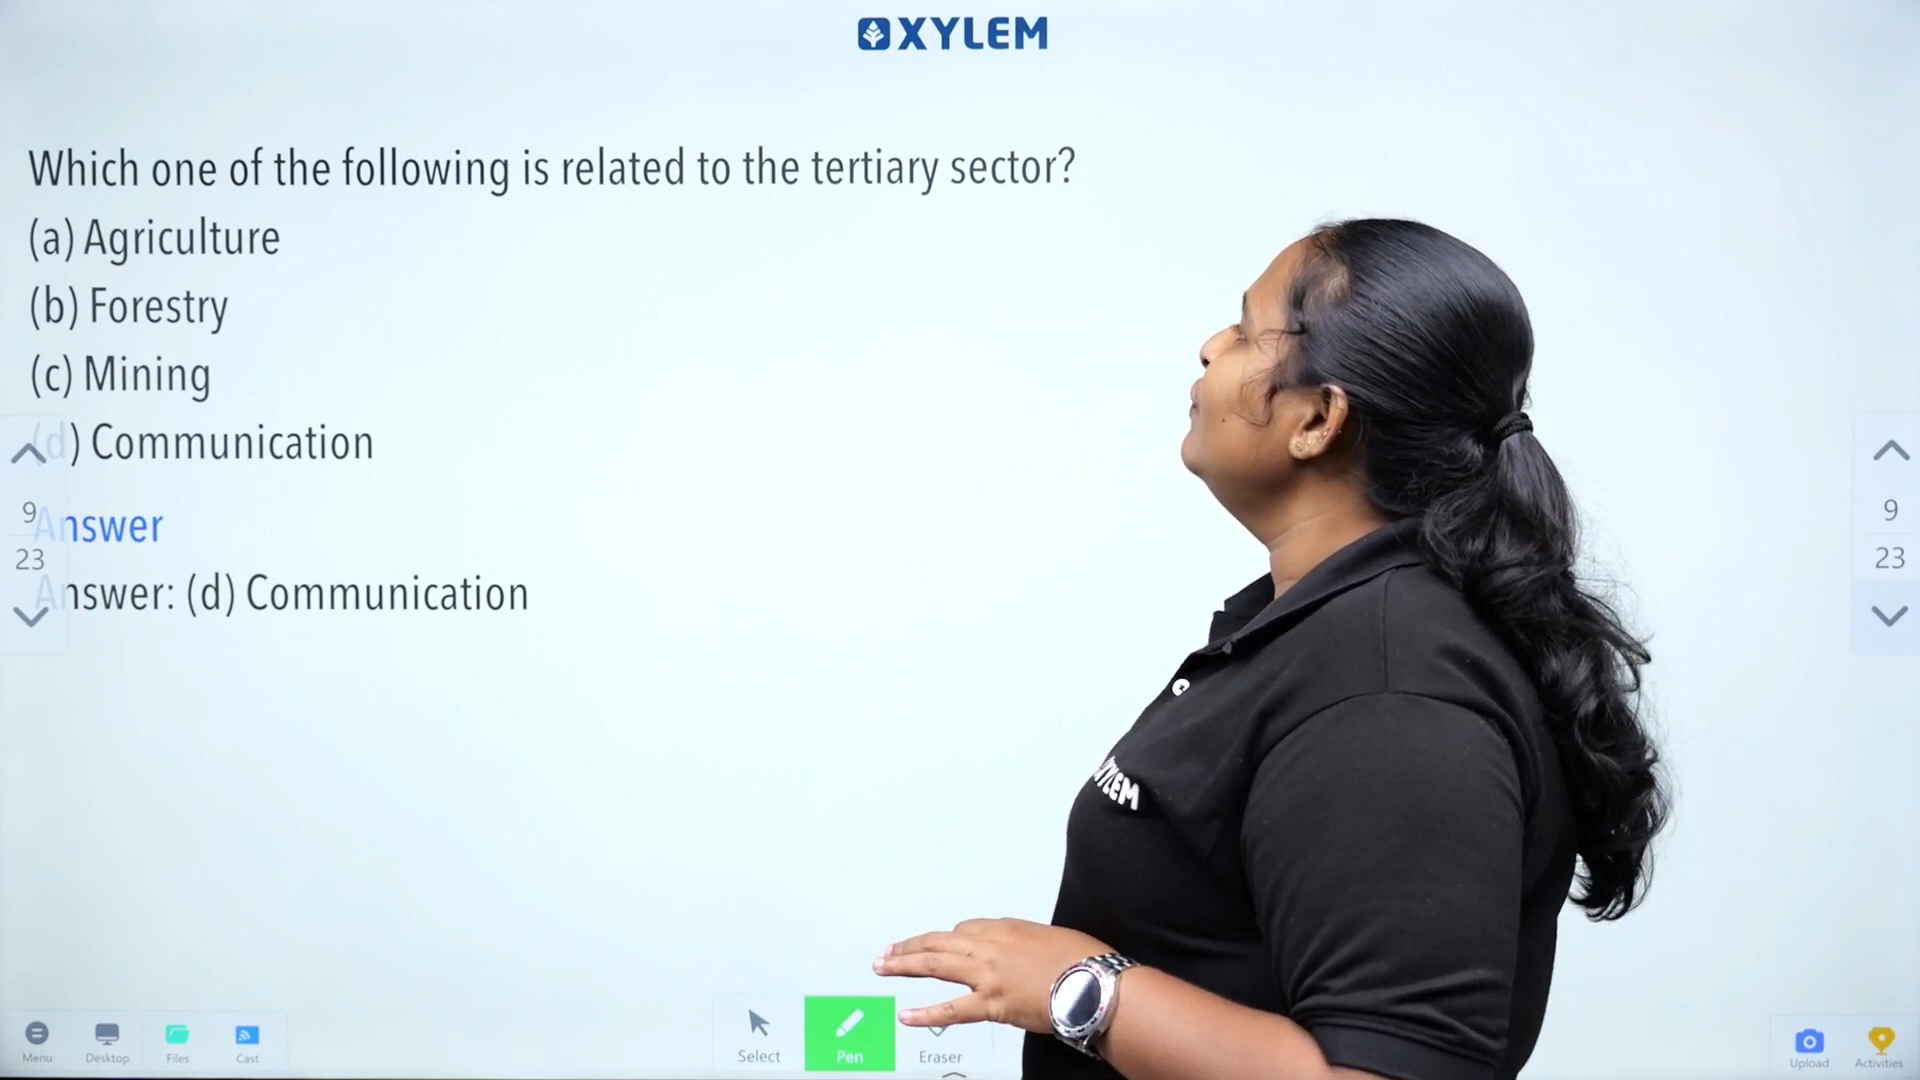 XYLEM
Which one of the following is related to the tertiary sector?
(a) Agriculture
(b) Forestry
(c) Mining
(d) Communication
Answer
Answer: (d) Communication
9
23
9
23
XYLEM
Menu
Desktop
Files
Cast
Select
Pen
Eraser
Upload
Activities